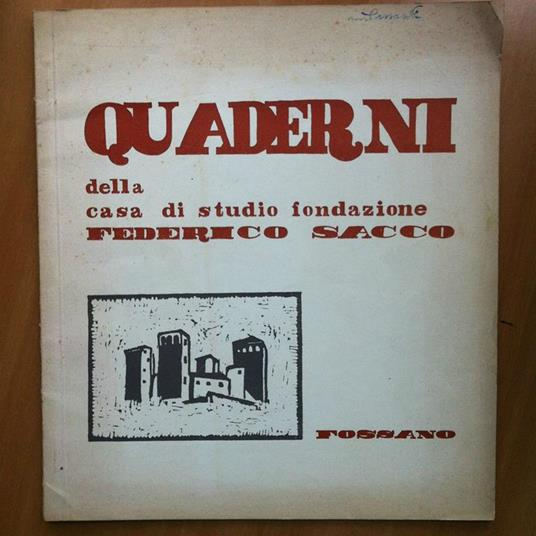 QUADERNI
della
casa di studio fondazione
FEDERICO SACCO
FOSSANO